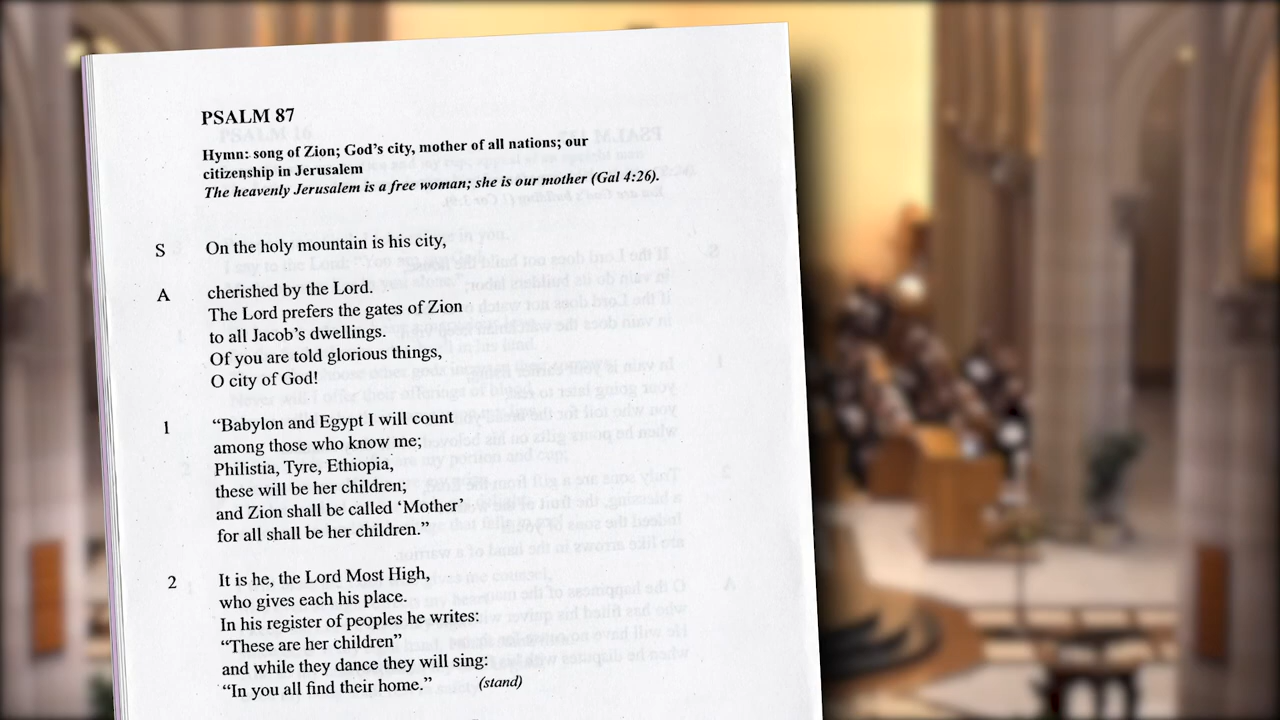 PSALM 87
Hymn: song of Zion; God’s city, mother of all nations; our
citizenship in Jerusalem
The heavenly Jerusalem is a free woman; she is our mother (Gal 4:26).
S On the holy mountain is his city,
A cherished by the Lord.
The Lord prefers the gates of Zion
to all Jacob’s dwellings.
Of you are told glorious things,
O city of God!
1 “Babylon and Egypt I will count
among those who know me;
Philistia, Tyre, Ethiopia,
these will be her children;
and Zion shall be called ‘Mother’
for all shall be her children.”
2 It is he, the Lord Most High,
who gives each his place.
In his register of peoples he writes:
“These are her children”
and while they dance they will sing:
“In you all find their home.” (stand)